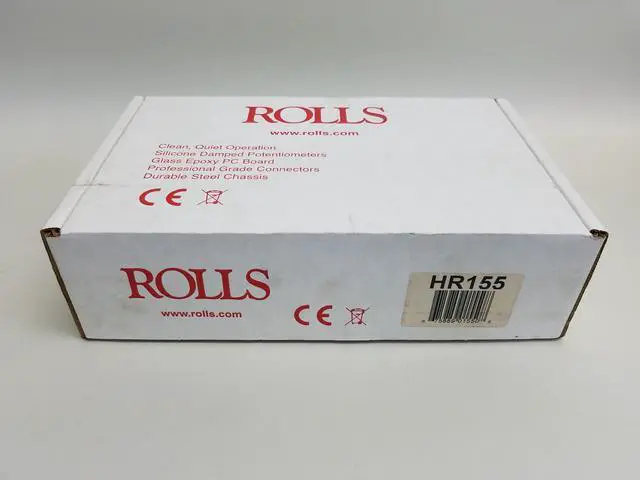 ROLLS
www.rolls.com
Clean, Quiet Operation
Silicone Damped Potentiometers
Glass Epoxy PC Board
Professional Grade Connectors
Durable Steel Chassis
CE
ROLLS
www.rolls.com
CE
HR155